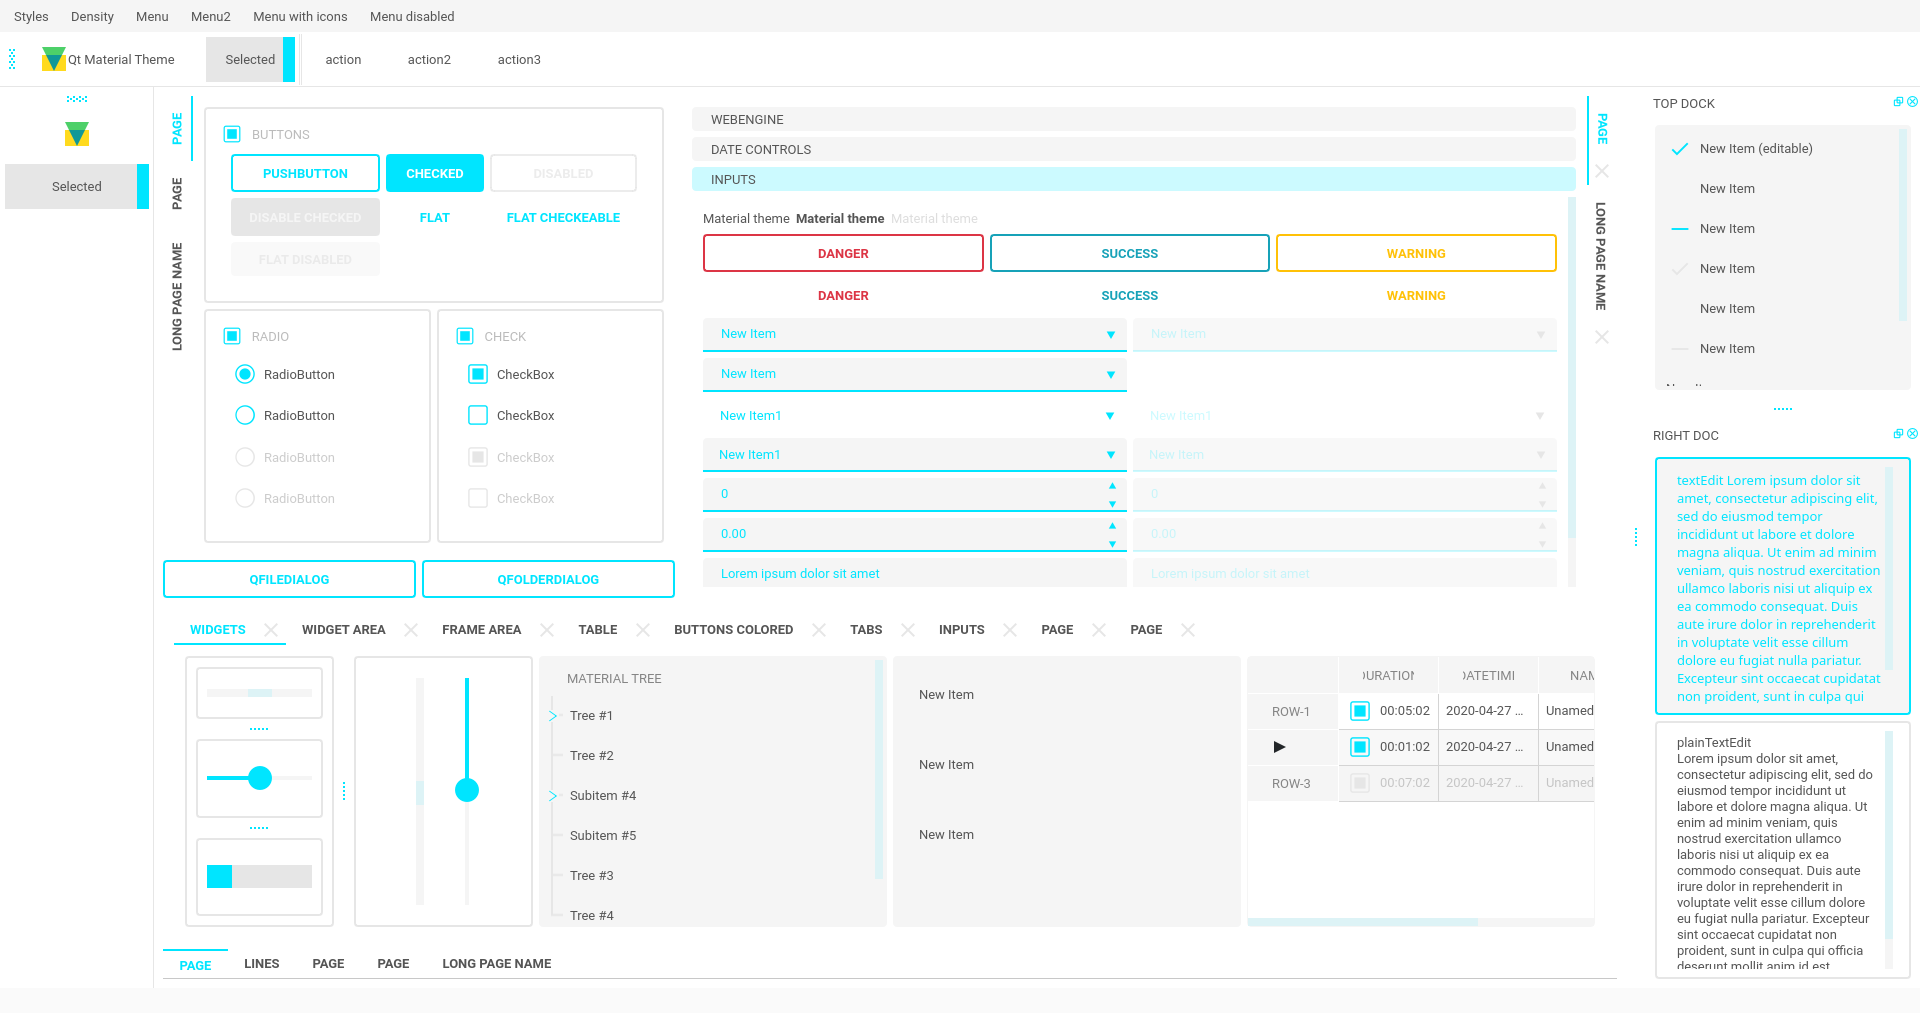 Styles Density Menu Menu2 Menu with icons Menu disabled
Qt Material Theme Selected action action2 action3
Selected
PAGE
PAGE
LONG PAGE NAME
BUTTONS
PUSHBUTTON CHECKED DISABLED
DISABLE CHECKED FLAT FLAT CHECKEABLE
FLAT DISABLED
RADIO
RadioButton
RadioButton
RadioButton
RadioButton
CHECK
CheckBox
CheckBox
CheckBox
CheckBox
QFILEDIALOG QFOLDERDIALOG
WEBENGINE
DATE CONTROLS
INPUTS
Material theme Material theme Material theme
DANGER SUCCESS WARNING
DANGER SUCCESS WARNING
New Item New Item
New Item
New Item1 New Item1
New Item1 New Item
0 0
0.00 0.00
Lorem ipsum dolor sit amet Lorem ipsum dolor sit amet
PAGE
LONG PAGE NAME
WIDGETS WIDGET AREA FRAME AREA TABLE BUTTONS COLORED TABS INPUTS PAGE PAGE
MATERIAL TREE
Tree #1
Tree #2
Subitem #4
Subitem #5
Tree #3
Tree #4
New Item
New Item
New Item
ROW-1 00:05:02 2020-04-27 ... Unamed
00:01:02 2020-04-27 ... Unamed
ROW-3 00:07:02 2020-04-27 ... Unamed
PAGE LINES PAGE PAGE LONG PAGE NAME
TOP DOCK
New Item (editable)
New Item
New Item
New Item
New Item
New Item
RIGHT DOC
textEdit Lorem ipsum dolor sit
amet, consectetur adipiscing elit,
sed do eiusmod tempor
incididunt ut labore et dolore
magna aliqua. Ut enim ad minim
veniam, quis nostrud exercitation
ullamco laboris nisi ut aliquip ex
ea commodo consequat. Duis
aute irure dolor in reprehenderit
in voluptate velit esse cillum
dolore eu fugiat nulla pariatur.
Excepteur sint occaecat cupidatat
non proident, sunt in culpa qui
plainTextEdit
Lorem ipsum dolor sit amet,
consectetur adipiscing elit, sed do
eiusmod tempor incididunt ut
labore et dolore magna aliqua. Ut
enim ad minim veniam, quis
nostrud exercitation ullamco
laboris nisi ut aliquip ex ea
commodo consequat. Duis aute
irure dolor in reprehenderit in
voluptate velit esse cillum dolore
eu fugiat nulla pariatur. Excepteur
sint occaecat cupidatat non
proident, sunt in culpa qui officia
deserunt mollit anim id est